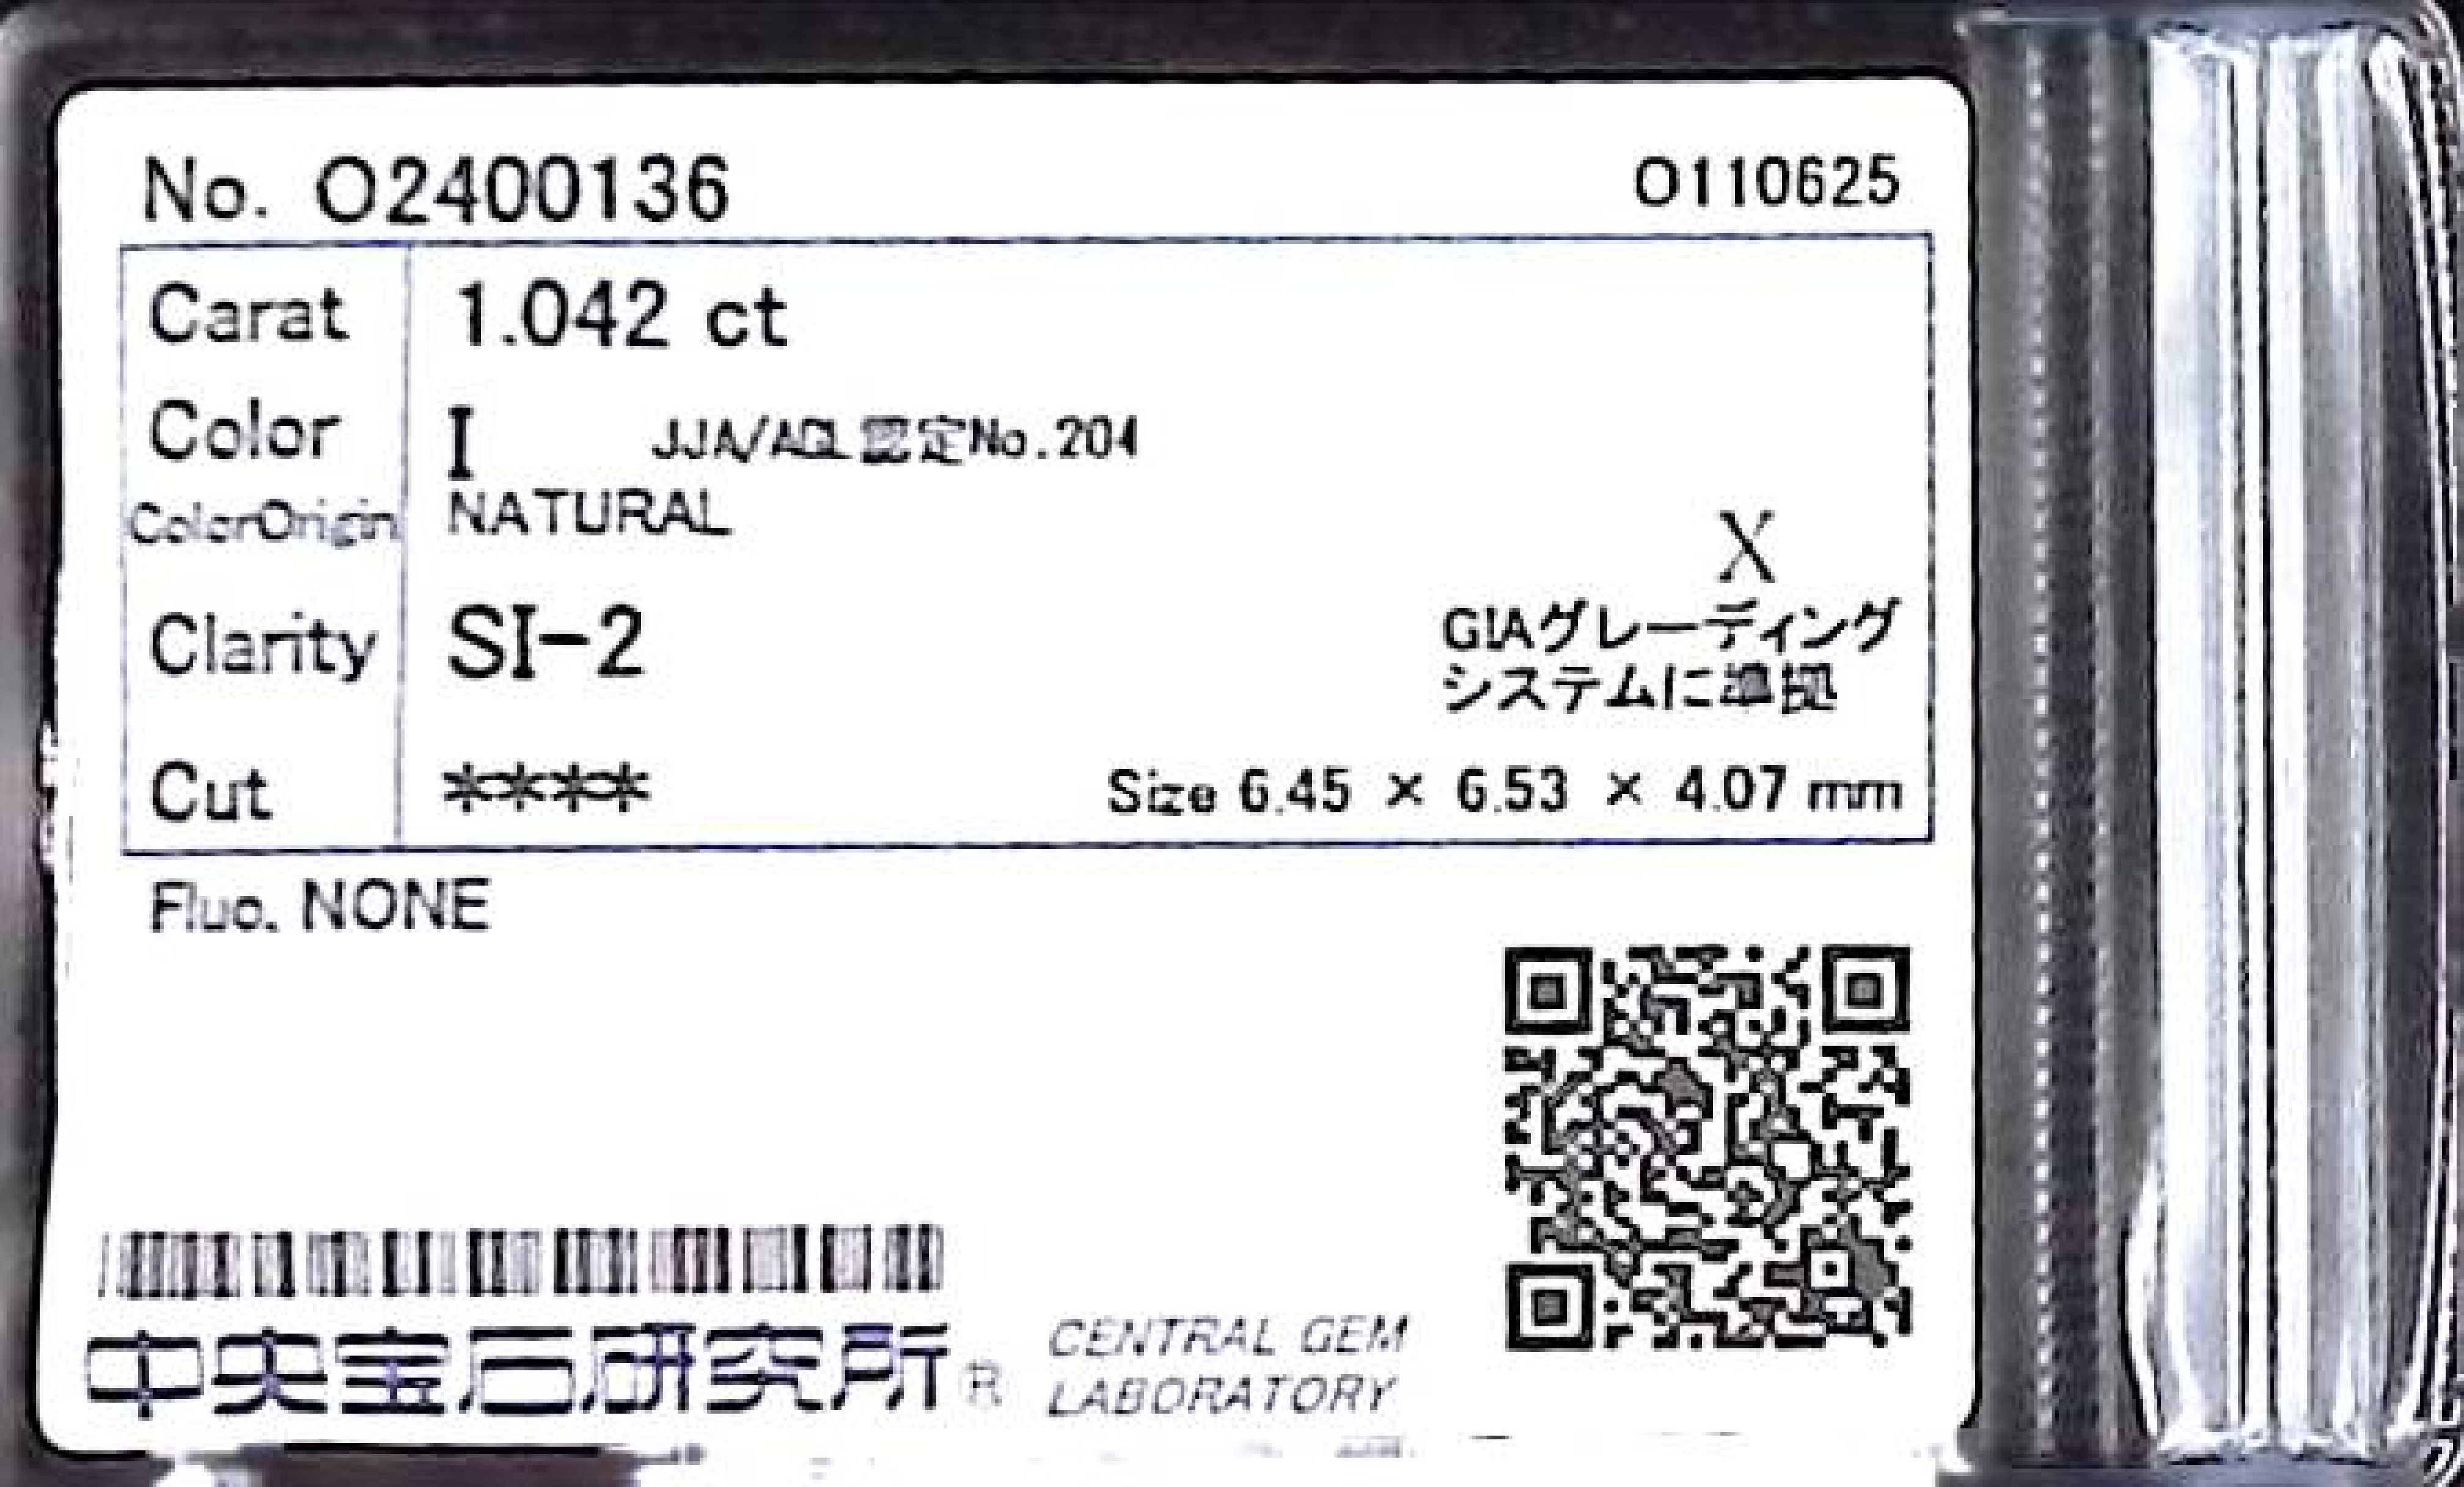 No. O2400136 O110625
Carat 1.042 ct
Color I JJA/AGL認定No.204
ColorOrigin NATURAL
X
Clarity SI-2
GIAグレーディング
システムに準拠
Cut ****
Size 6.45 × 6.53 × 4.07 mm
Fluo. NONE
中央宝石研究所®
CENTRAL GEM
LABORATORY